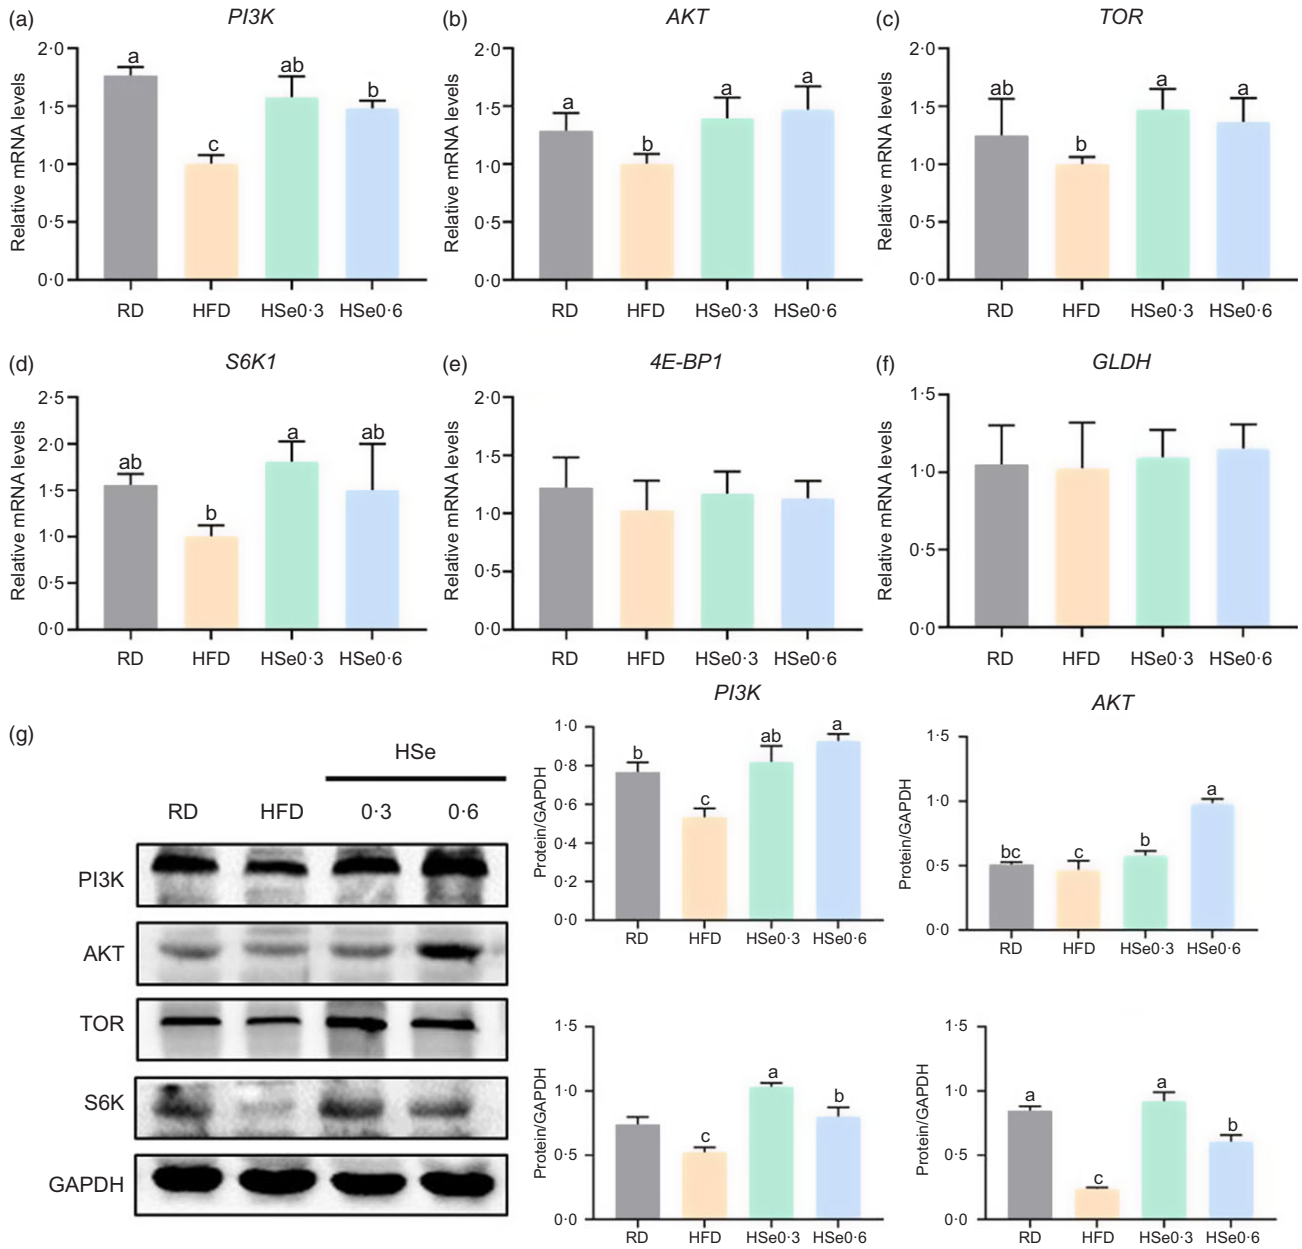 (a) PI3K
Relative mRNA levels
2·0
1·5
1·0
0·5
0·0
a c ab b
RD HFD HSe0·3 HSe0·6
(b) AKT
Relative mRNA levels
2·0
1·5
1·0
0·5
0·0
a b a a
RD HFD HSe0·3 HSe0·6
(c) TOR
Relative mRNA levels
2·0
1·5
1·0
0·5
0·0
ab b a a
RD HFD HSe0·3 HSe0·6
(d) S6K1
Relative mRNA levels
2·5
2·0
1·5
1·0
0·5
0·0
ab b a ab
RD HFD HSe0·3 HSe0·6
(e) 4E-BP1
Relative mRNA levels
2·0
1·5
1·0
0·5
0·0
RD HFD HSe0·3 HSe0·6
(f) GLDH
Relative mRNA levels
1·5
1·0
0·5
0·0
RD HFD HSe0·3 HSe0·6
(g)
HSe
RD HFD 0·3 0·6
PI3K
AKT
TOR
S6K
GAPDH
PI3K
Protein/GAPDH
1·0
0·8
0·6
0·4
0·2
0·0
b c ab a
RD HFD HSe0·3 HSe0·6
AKT
Protein/GAPDH
1·5
1·0
0·5
0·0
bc c b a
RD HFD HSe0·3 HSe0·6
Protein/GAPDH
1·5
1·0
0·5
0·0
c a b
RD HFD HSe0·3 HSe0·6
Protein/GAPDH
1·5
1·0
0·5
0·0
a c a b
RD HFD HSe0·3 HSe0·6